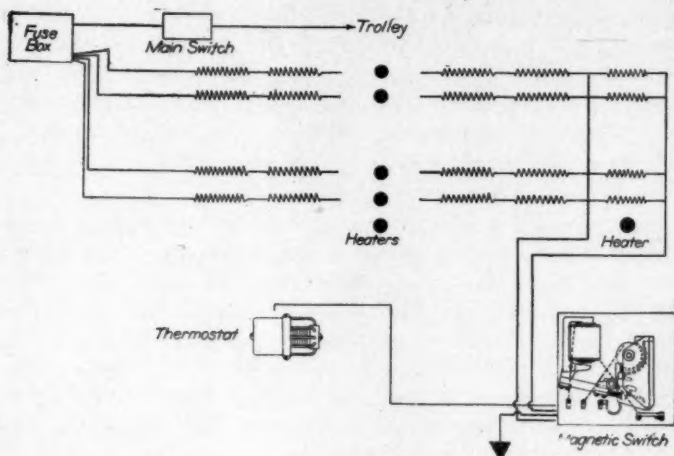 Fuse
Box
Main Switch
Trolley
Heaters
Heater
Thermostat
Magnetic Switch